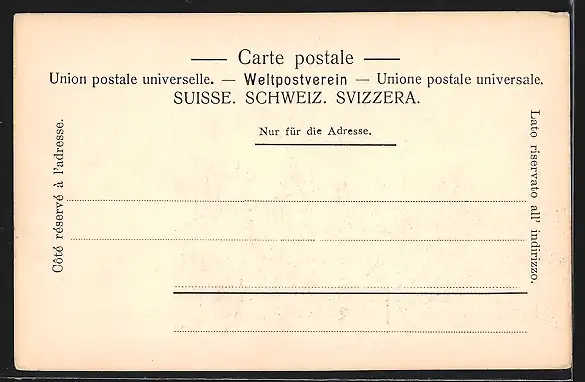 Carte postale
Union postale universelle. — Weltpostverein — Unione postale universale.
SUISSE. SCHWEIZ. SVIZZERA.
Nur für die Adresse.
Côté réservé à l'adresse.
Lato riservato all' indirizzo.